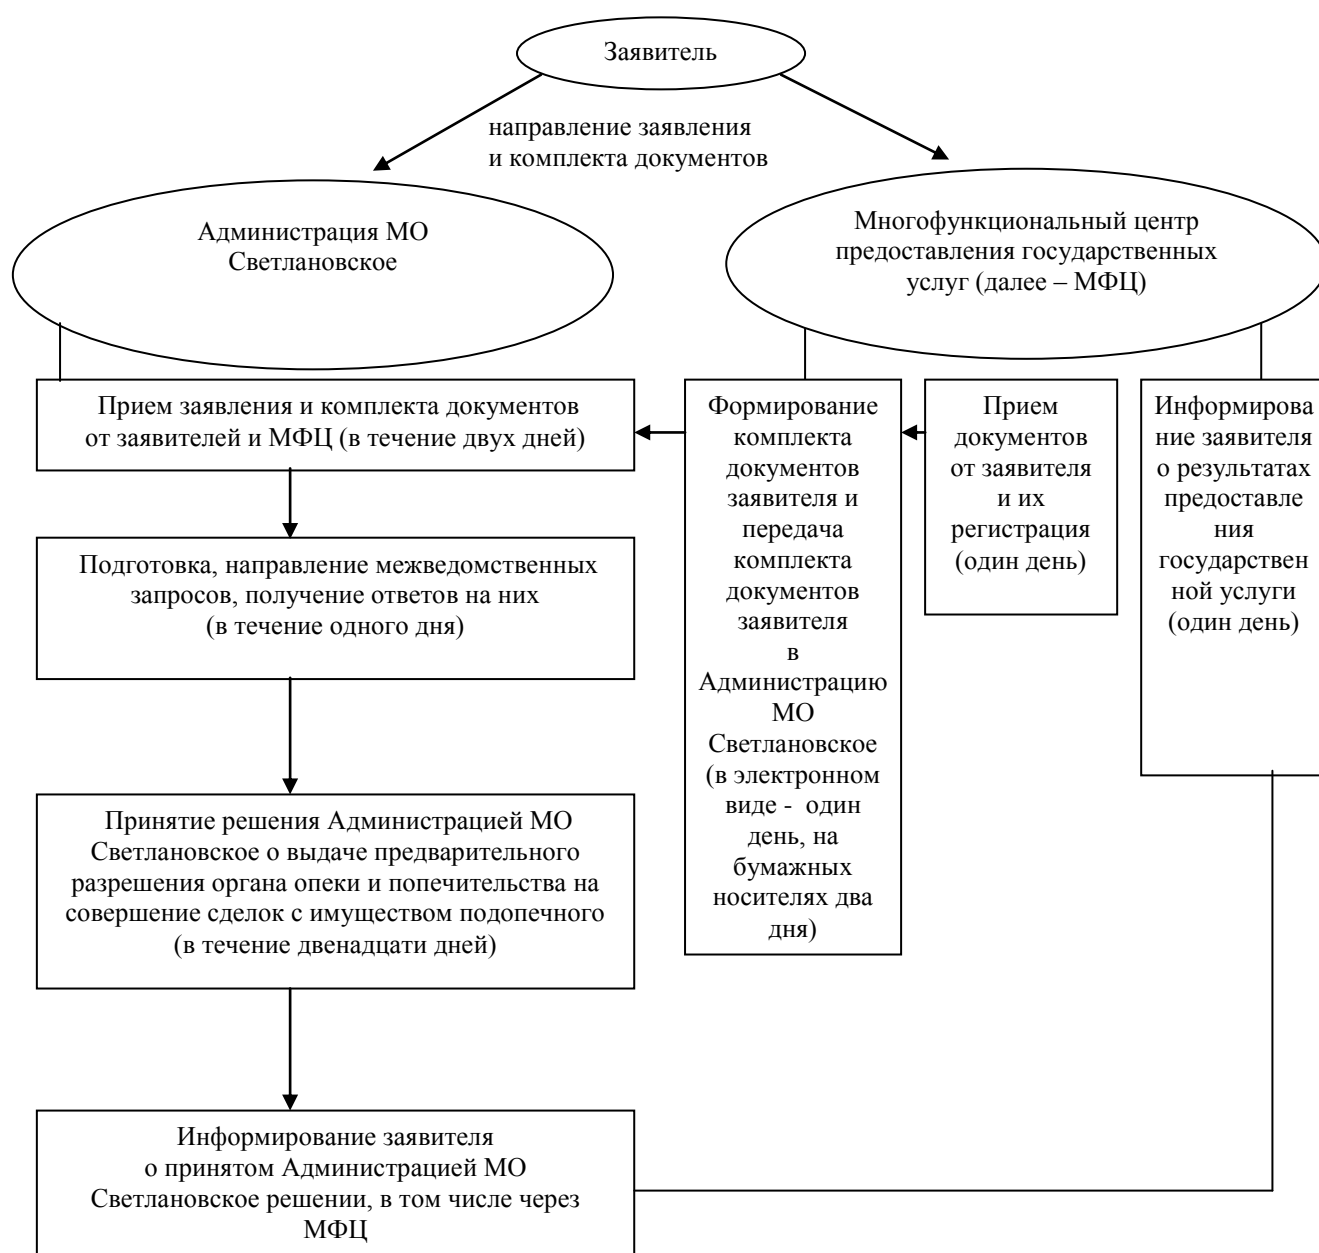 Заявитель
направление заявления
и комплекта документов
Администрация МО
Светлановское
Многофункциональный центр
предоставления государственных
услуг (далее – МФЦ)
Прием заявления и комплекта документов
от заявителей и МФЦ (в течение двух дней)
Формирование
комплекта
документов
заявителя и
передача
комплекта
документов
заявителя
в
Администрацию
МО
Светлановское
(в электронном
виде - один
день, на
бумажных
носителях два
дня)
Прием
документов
от заявителя
и их
регистрация
(один день)
Информирова
ние заявителя
о результатах
предоставле
ния
государствен
ной услуги
(один день)
Подготовка, направление межведомственных
запросов, получение ответов на них
(в течение одного дня)
Принятие решения Администрацией МО
Светлановское о выдаче предварительного
разрешения органа опеки и попечительства на
совершение сделок с имуществом подопечного
(в течение двенадцати дней)
Информирование заявителя
о принятом Администрацией МО
Светлановское решении, в том числе через
МФЦ